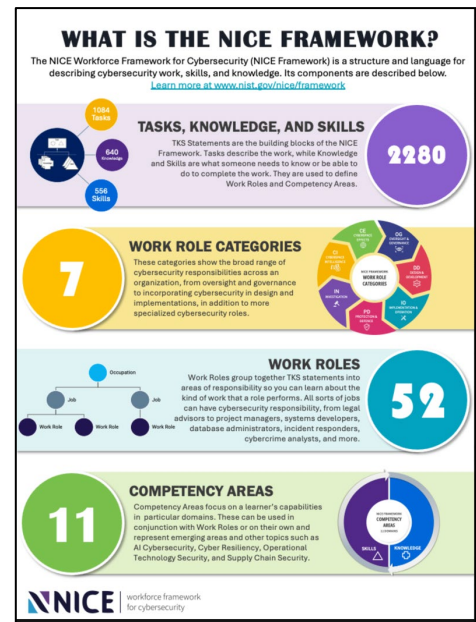 WHAT IS THE NICE FRAMEWORK?
The NICE Workforce Framework for Cybersecurity (NICE Framework) is a structure and language for
describing cybersecurity work, skills, and knowledge. Its components are described below.
Learn more at www.nist.gov/nice/framework
1084
Tasks
640
Knowledge
556
Skills
TASKS, KNOWLEDGE, AND SKILLS
TKS Statements are the building blocks of the NICE
Framework. Tasks describe the work, while Knowledge
and Skills are what someone needs to know or be able to
do to complete the work. They are used to define
Work Roles and Competency Areas.
2280
7
WORK ROLE CATEGORIES
These categories show the broad range of
cybersecurity responsibilities across an
organization, from oversight and governance
to incorporating cybersecurity in design and
implementations, in addition to more
specialized cybersecurity roles.
CE
OG
OVERSIGHT &
GOVERNANCE
DD
DESIGN &
DEVELOPMENT
IO
IMPLEMENTATION &
OPERATION
PD
PROTECTION &
DEFENSE
IN
INVESTIGATION
NICE FRAMEWORK
WORK ROLE
CATEGORIES
Occupation
Job
Job
Work Role
Work Role
Work Role
WORK ROLES
Work Roles group together TKS statements into
areas of responsibility so you can learn about the
kind of work that a role performs. All sorts of jobs
can have cybersecurity responsibility, from legal
advisors to project managers, systems developers,
database administrators, incident responders,
cybercrime analysts, and more.
52
11
COMPETENCY AREAS
Competency Areas focus on a learner's capabilities
in particular domains. These can be used in
conjunction with Work Roles or on their own and
represent emerging areas and other topics such as
AI Cybersecurity, Cyber Resiliency, Operational
Technology Security, and Supply Chain Security.
NICE FRAMEWORK
COMPETENCY
AREAS
SKILLS
KNOWLEDGE
NICE
workforce framework
for cybersecurity